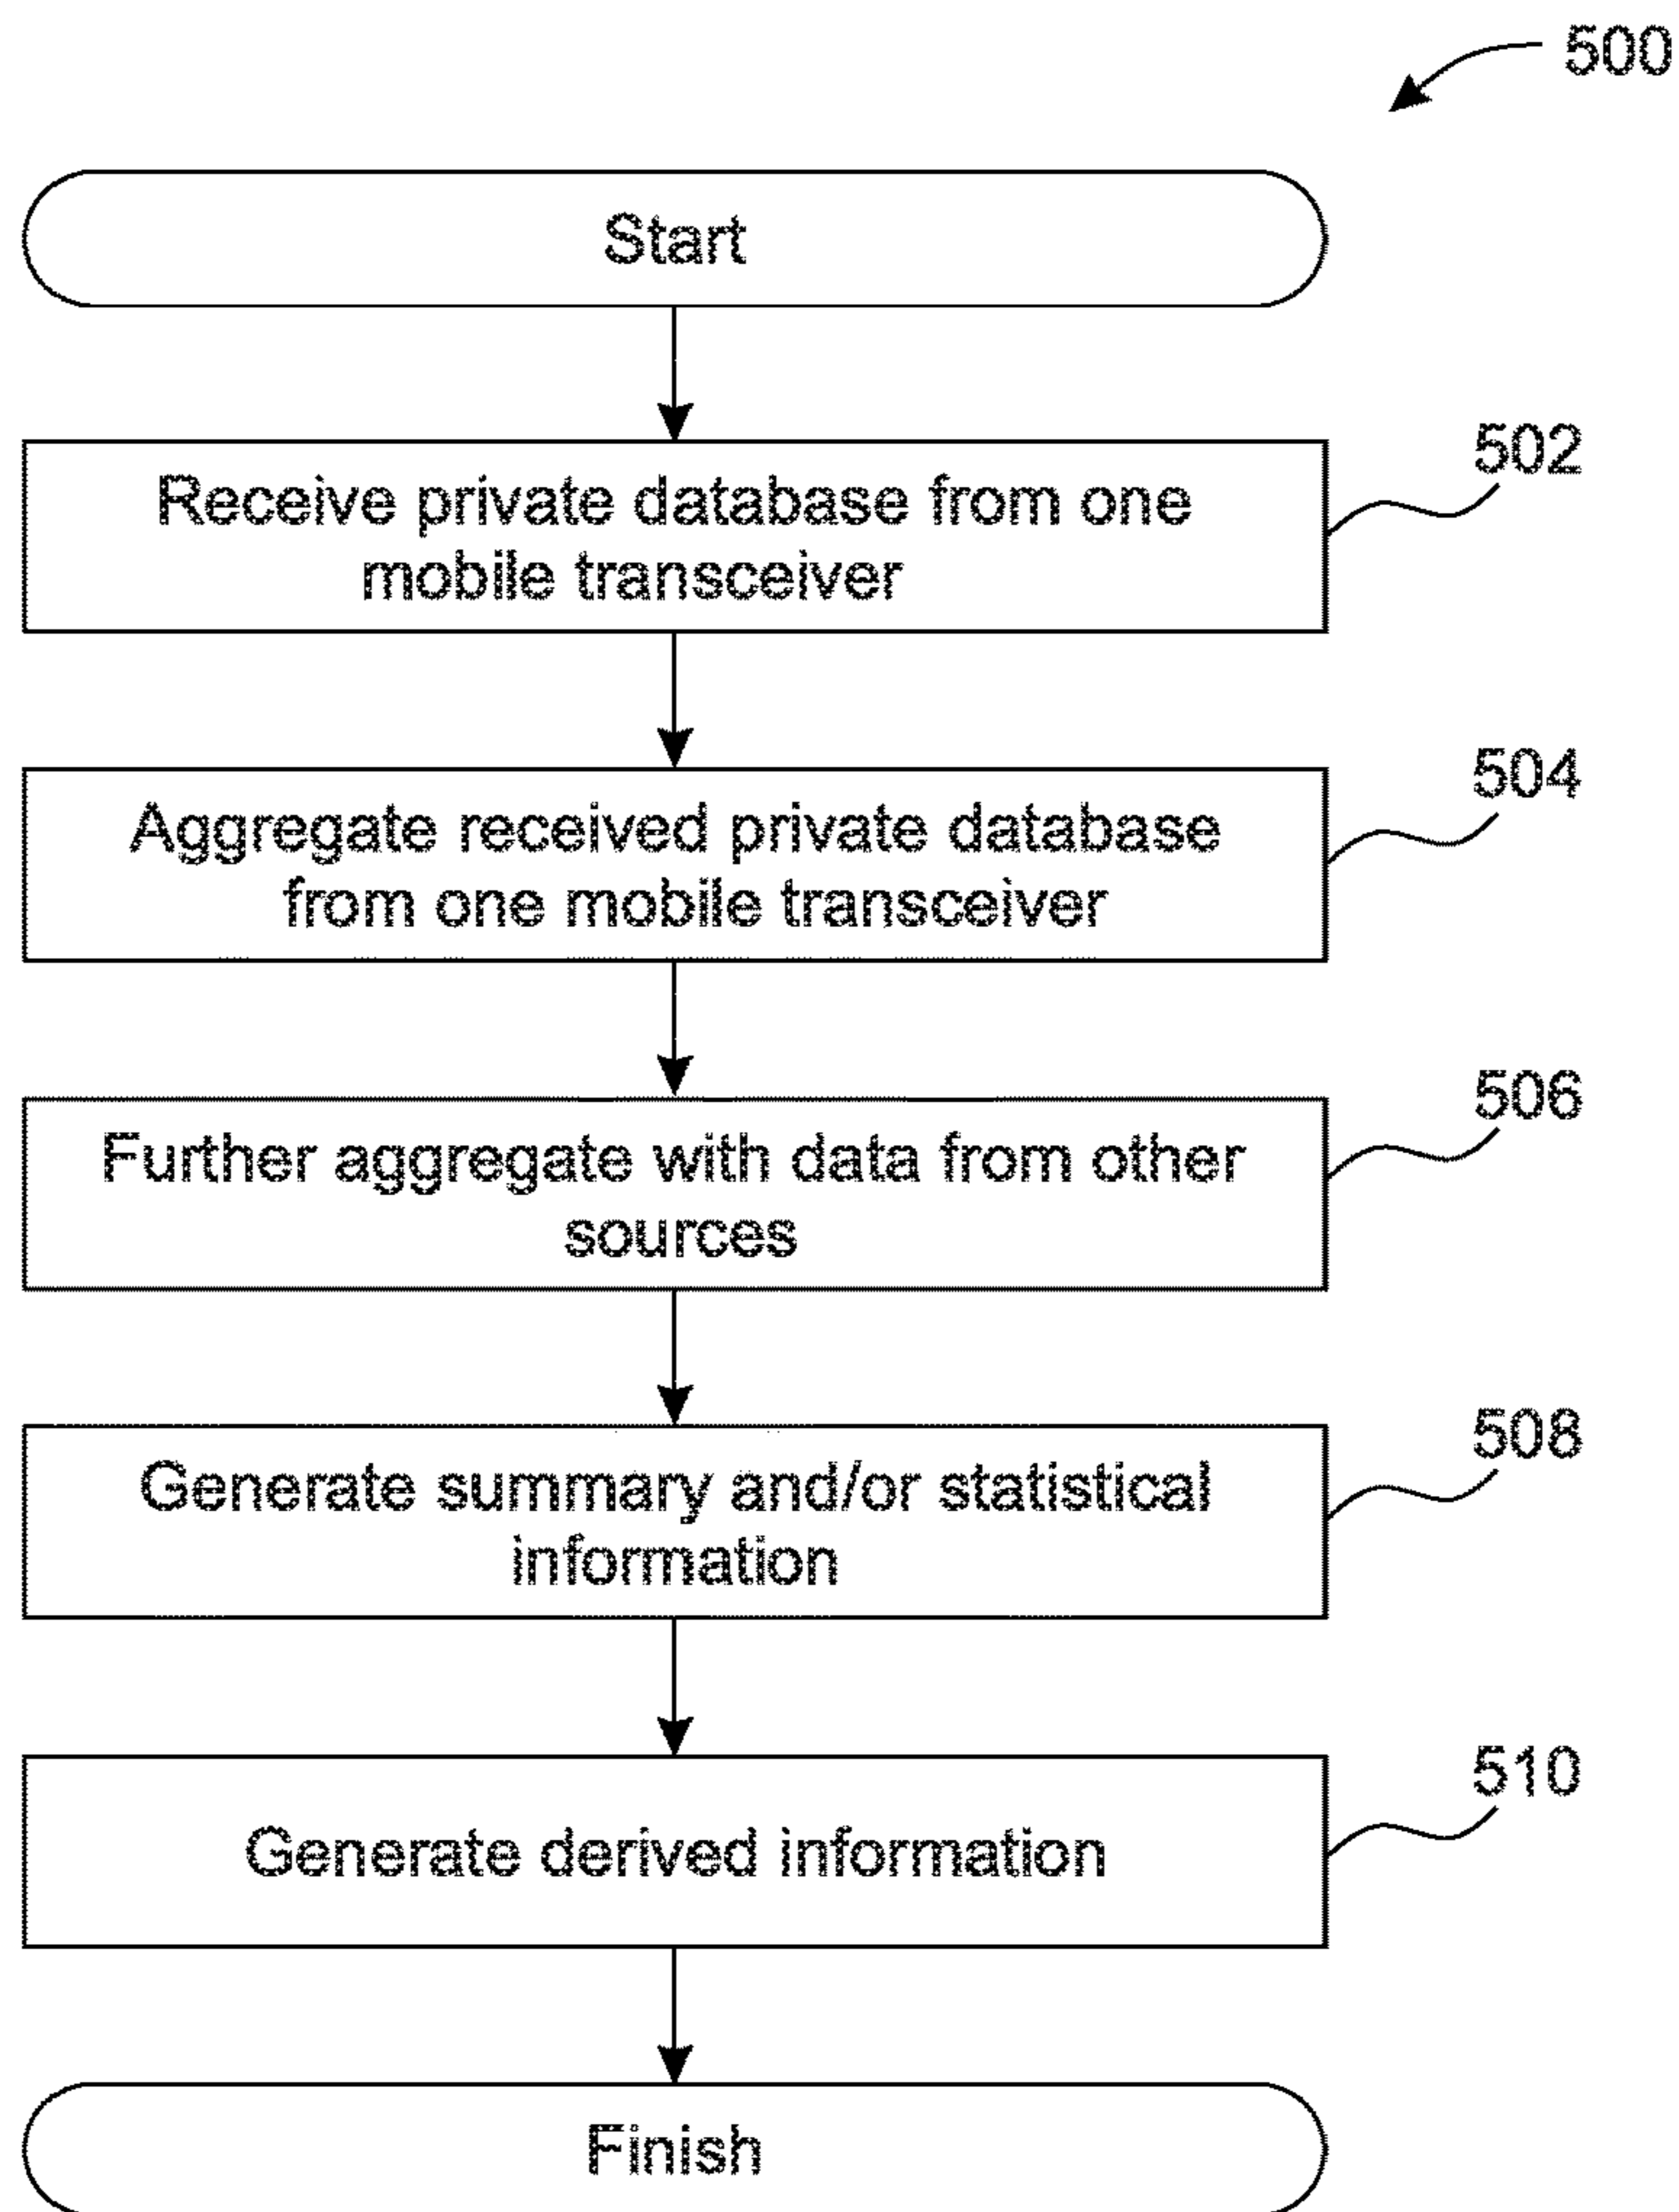 500
Start
502
Receive private database from one
mobile transceiver
504
Aggregate received private database
from one mobile transceiver
506
Further aggregate with data from other
sources
508
Generate summary and/or statistical
information
510
Generate derived information
Finish